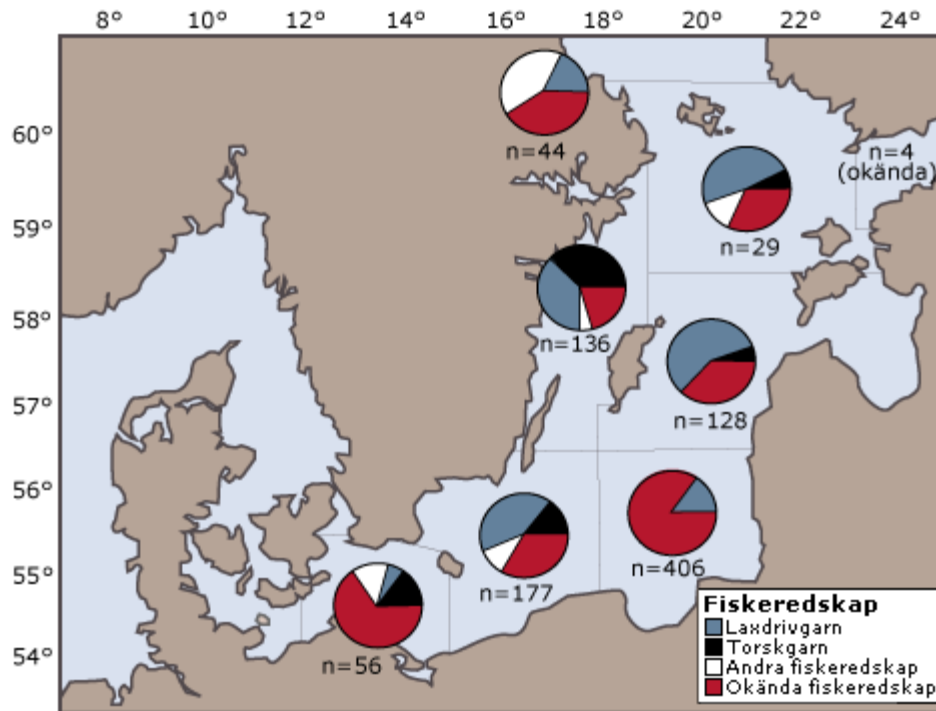 8° 10° 12° 14° 16° 18° 20° 22° 24°
60°
59°
58°
57°
56°
55°
54°
n=44
n=4
(okända)
n=29
n=136
n=128
n=406
n=177
n=56
Fiskeredskap
Laxdrivgarn
Torskgarn
Andra fiskeredskap
Okända fiskeredskap